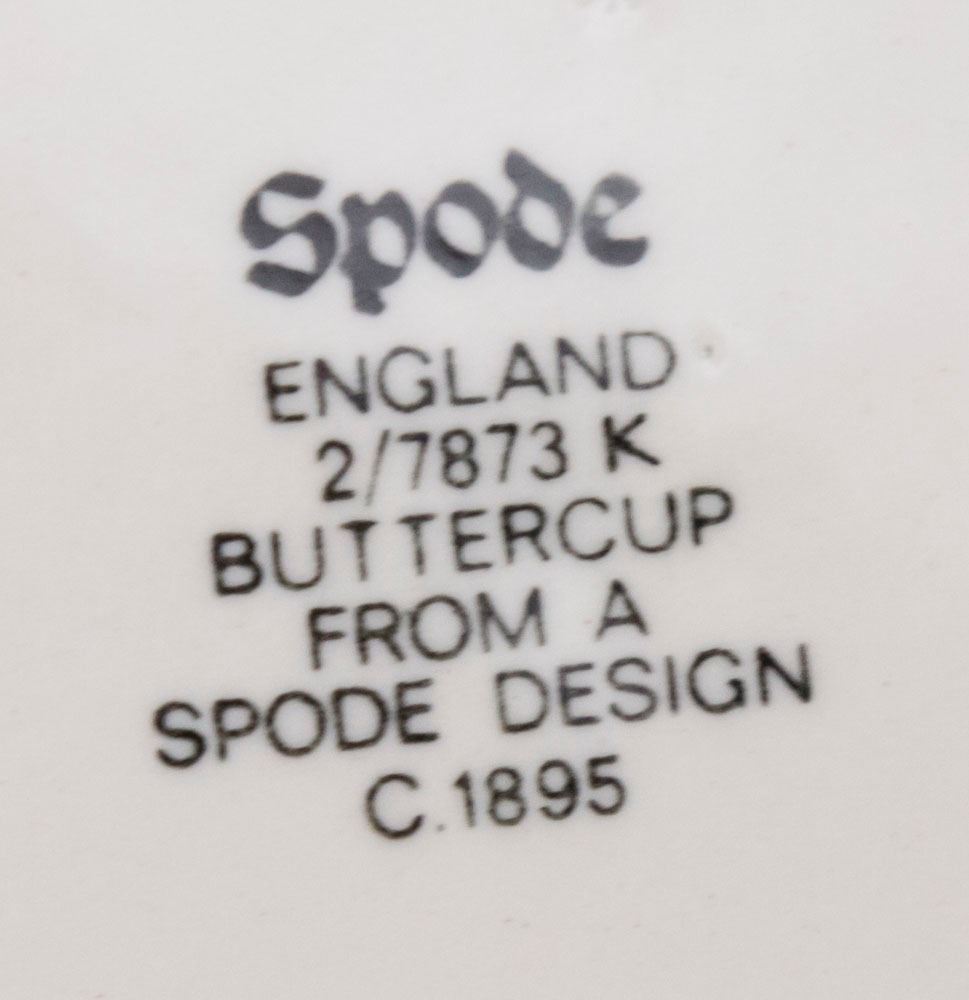 Spode
ENGLAND
2/7873 K
BUTTERCUP
FROM A
SPODE DESIGN
C.1895